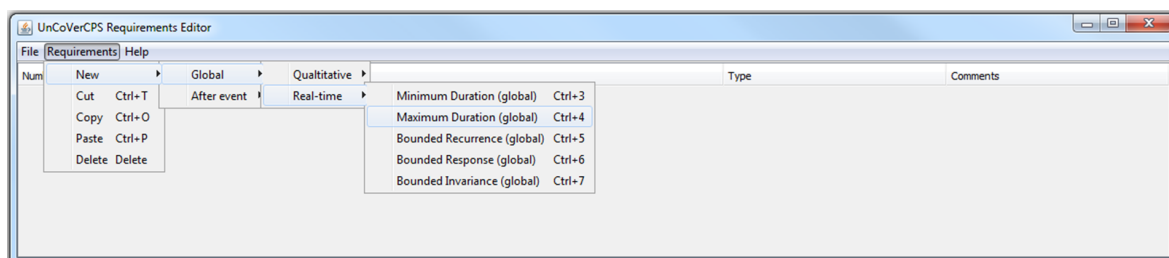 UnCoVerCPS Requirements Editor
File Requirements Help
Num Type Comments
New Global Qualtitative
Cut Ctrl+T After event Real-time Minimum Duration (global) Ctrl+3
Copy Ctrl+O Maximum Duration (global) Ctrl+4
Paste Ctrl+P Bounded Recurrence (global) Ctrl+5
Delete Delete Bounded Response (global) Ctrl+6
Bounded Invariance (global) Ctrl+7